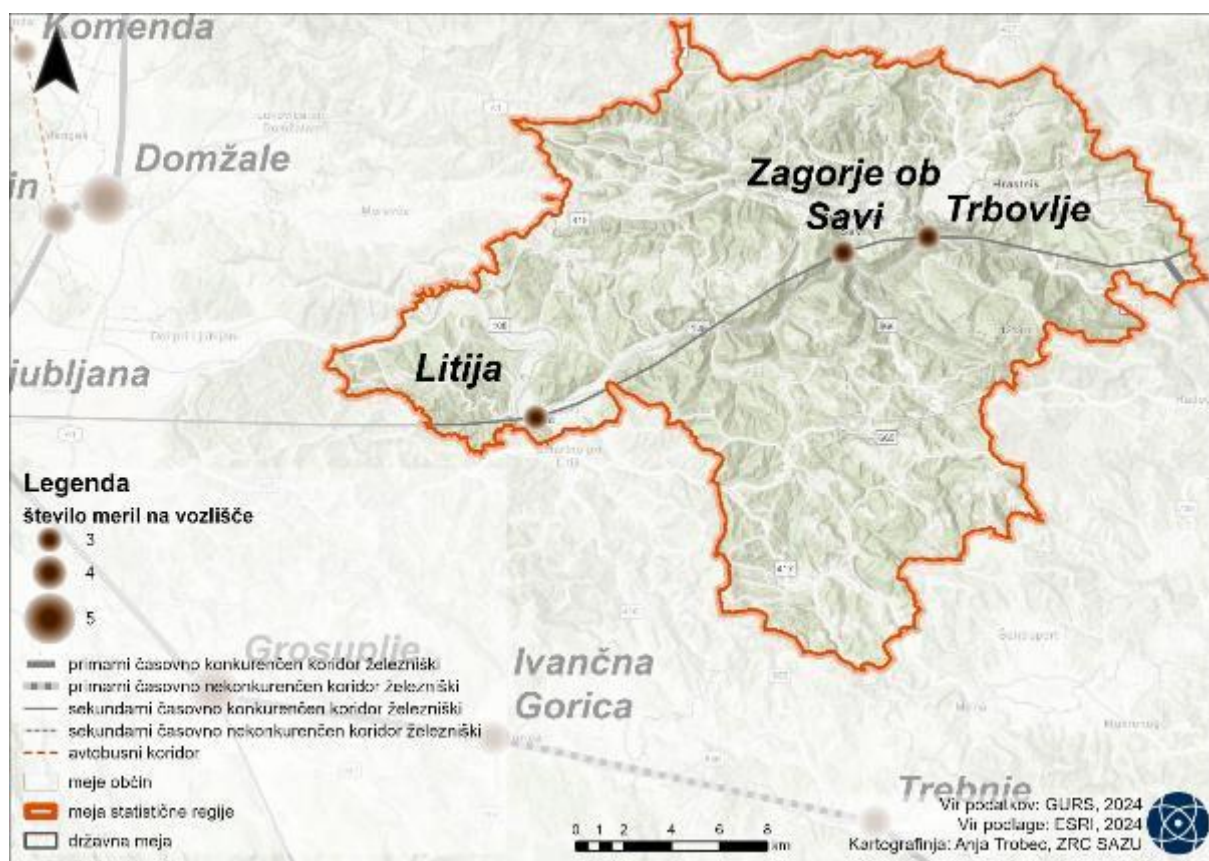 Komenda
Domžale
in
jubljana
Zagorje ob
Savi
Trbovlje
Hrastnik
Litija
Grosuplje
Ivančna
Gorica
Trebnje
Legenda
število meril na vozlišče
3
4
5
primarni časovno konkurenčen koridor železniški
primarni časovno nekonkurenčen koridor železniški
sekundarni časovno konkurenčen koridor železniški
sekundarni časovno nekonkurenčen koridor železniški
avtobusni koridor
meje občin
meja statistične regije
državna meja
0 1 2 4 6 8
km
Vir podatkov: GURS, 2024
Vir podlage: ESRI, 2024
Kartografinja: Anja Trobec, ZRC SAZU